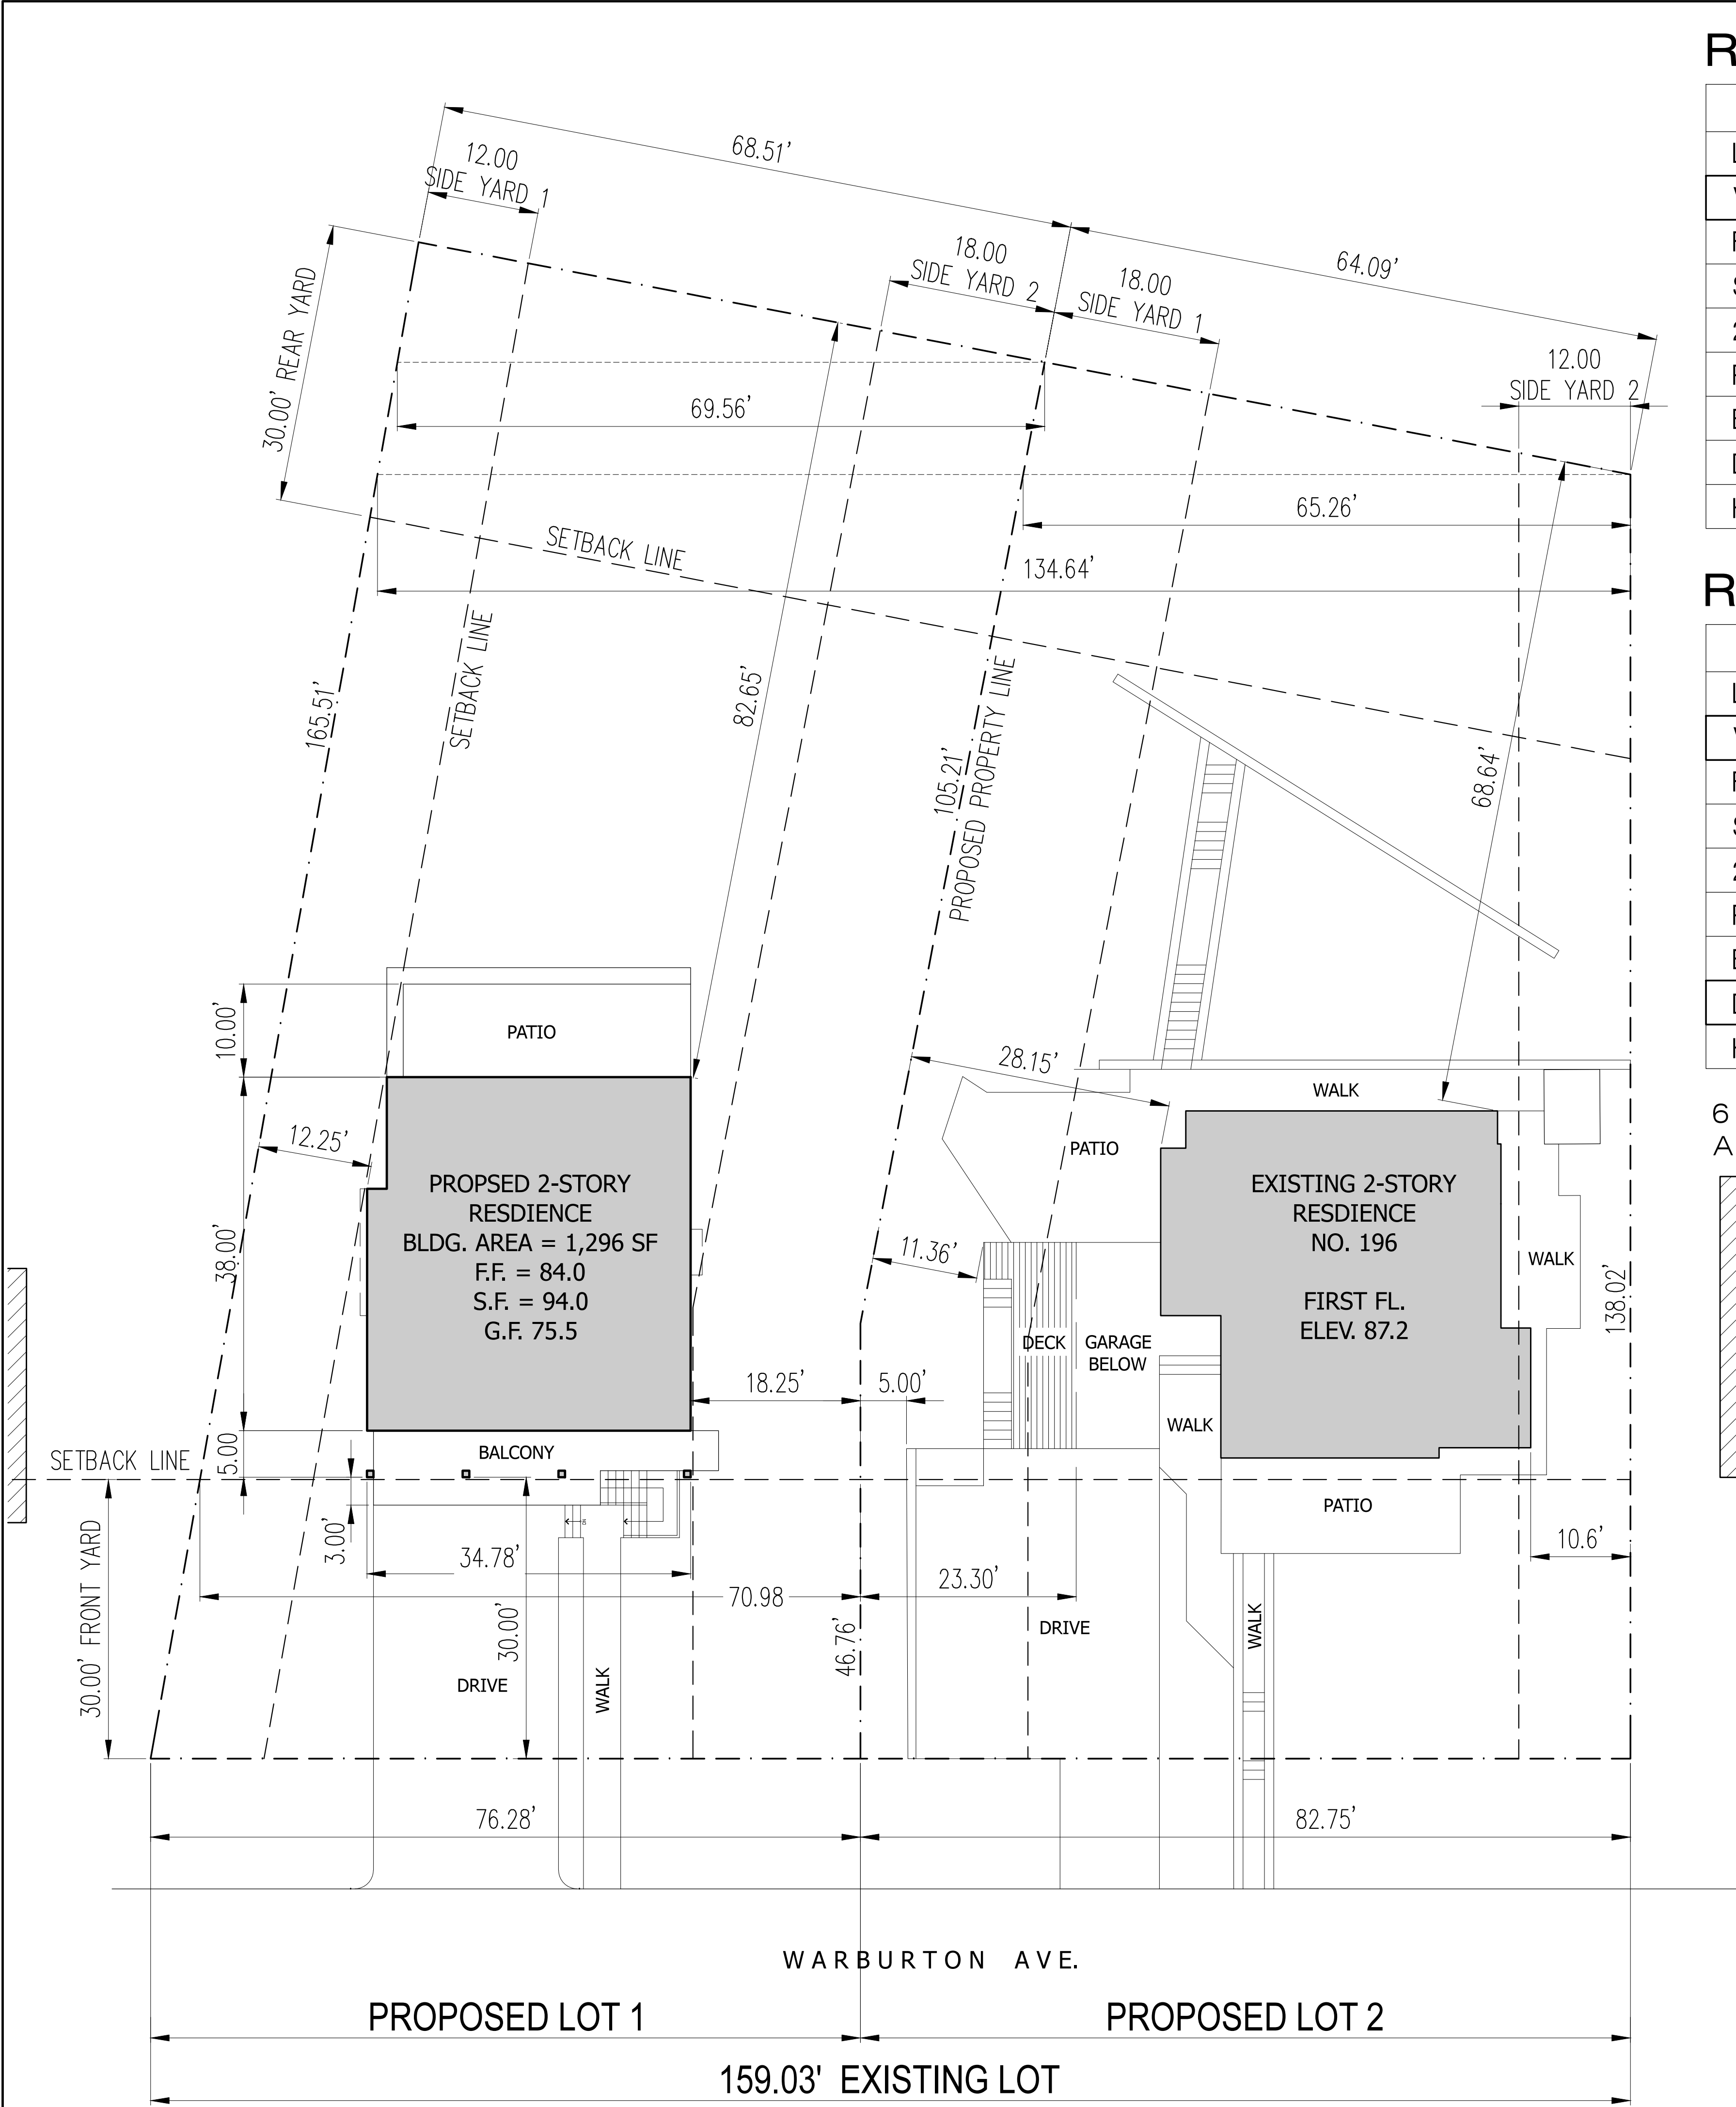 R
68.51’
12.00
SIDE YARD 1
18.00
SIDE YARD 2
18.00
SIDE YARD 1
64.09’
12.00
SIDE YARD 2
30.00’ REAR YARD
69.56’
65.26’
134.64’
SETBACK LINE
SETBACK LINE
165.51’
82.65’
105.21’
PROPOSED PROPERTY LINE
68.64’
R
6
A
10.00’
PATIO
28.15’
WALK
PATIO
12.25’
38.00’
PROPSED 2-STORY
RESDIENCE
BLDG. AREA = 1,296 SF
F.F. = 84.0
S.F. = 94.0
G.F. 75.5
11.36’
EXISTING 2-STORY
RESDIENCE
NO. 196
FIRST FL.
ELEV. 87.2
WALK
138.02’
DECK
GARAGE
BELOW
18.25’
5.00’
WALK
5.00
BALCONY
SETBACK LINE
PATIO
3.00’
34.78’
10.6’
70.98
23.30’
30.00’ FRONT YARD
30.00’
46.76’
DRIVE
WALK
DRIVE
WALK
76.28’
82.75’
WARBURTON AVE.
PROPOSED LOT 1
PROPOSED LOT 2
159.03' EXISTING LOT